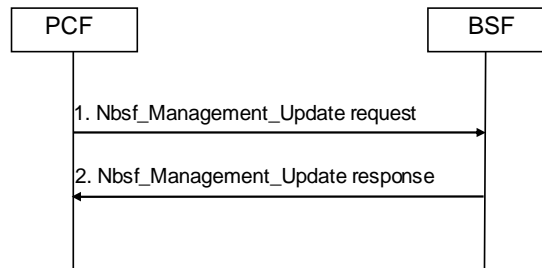 PCF
BSF
1. Nbsf_Management_Update request
2. Nbsf_Management_Update response